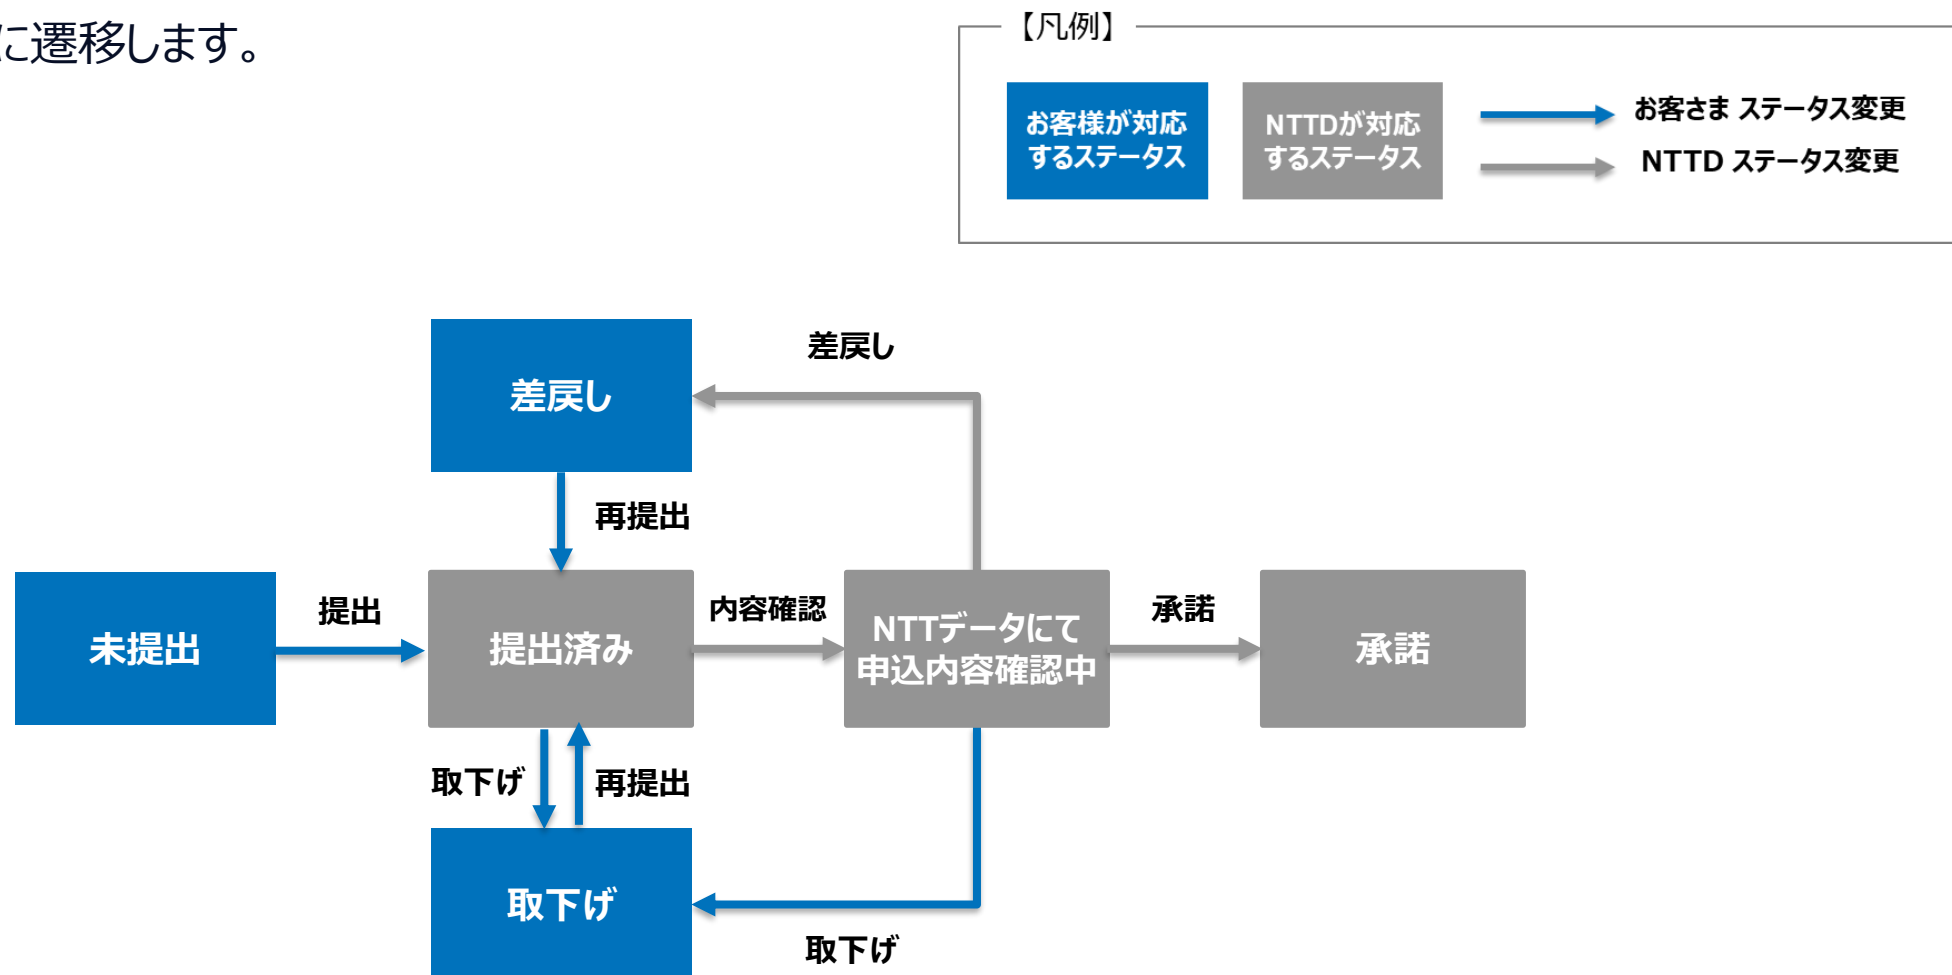 に遷移します。
【凡例】
お客様が対応
するステータス
NTTDが対応
するステータス
お客さま ステータス変更
NTTD ステータス変更
差戻し
差戻し
再提出
未提出
提出
提出済み
内容確認
NTTデータにて
申込内容確認中
承諾
承諾
取下げ
再提出
取下げ
取下げ